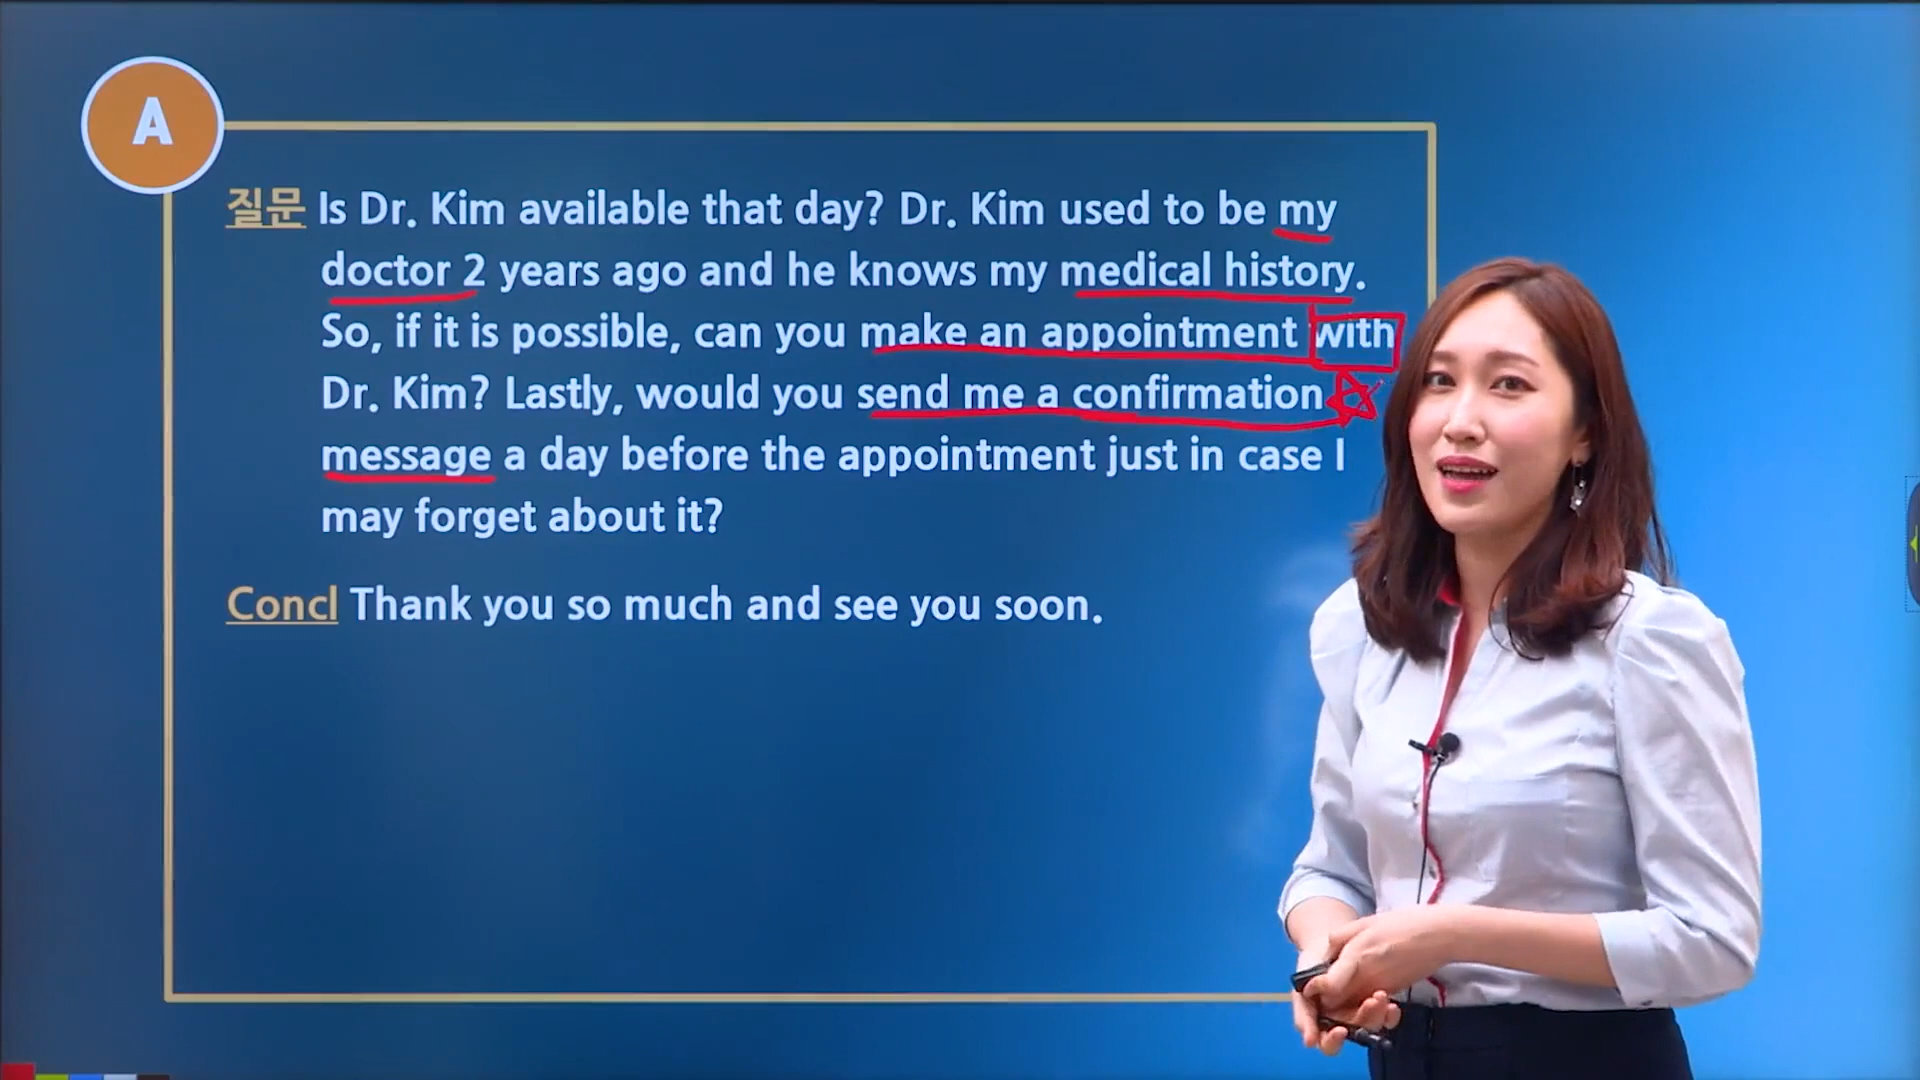 A
질문 Is Dr. Kim available that day? Dr. Kim used to be my
doctor 2 years ago and he knows my medical history.
So, if it is possible, can you make an appointment with
Dr. Kim? Lastly, would you send me a confirmation
message a day before the appointment just in case I
may forget about it?
Concl Thank you so much and see you soon.